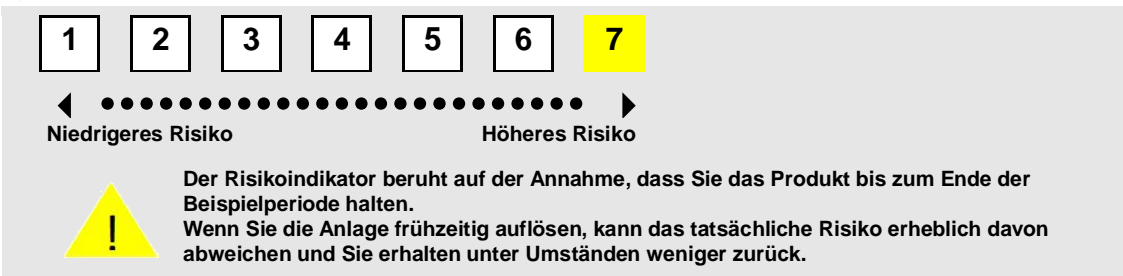 1 2 3 4 5 6 7
Niedrigeres Risiko Höheres Risiko
! Der Risikoindikator beruht auf der Annahme, dass Sie das Produkt bis zum Ende der
Beispielperiode halten.
Wenn Sie die Anlage frühzeitig auflösen, kann das tatsächliche Risiko erheblich davon
abweichen und Sie erhalten unter Umständen weniger zurück.